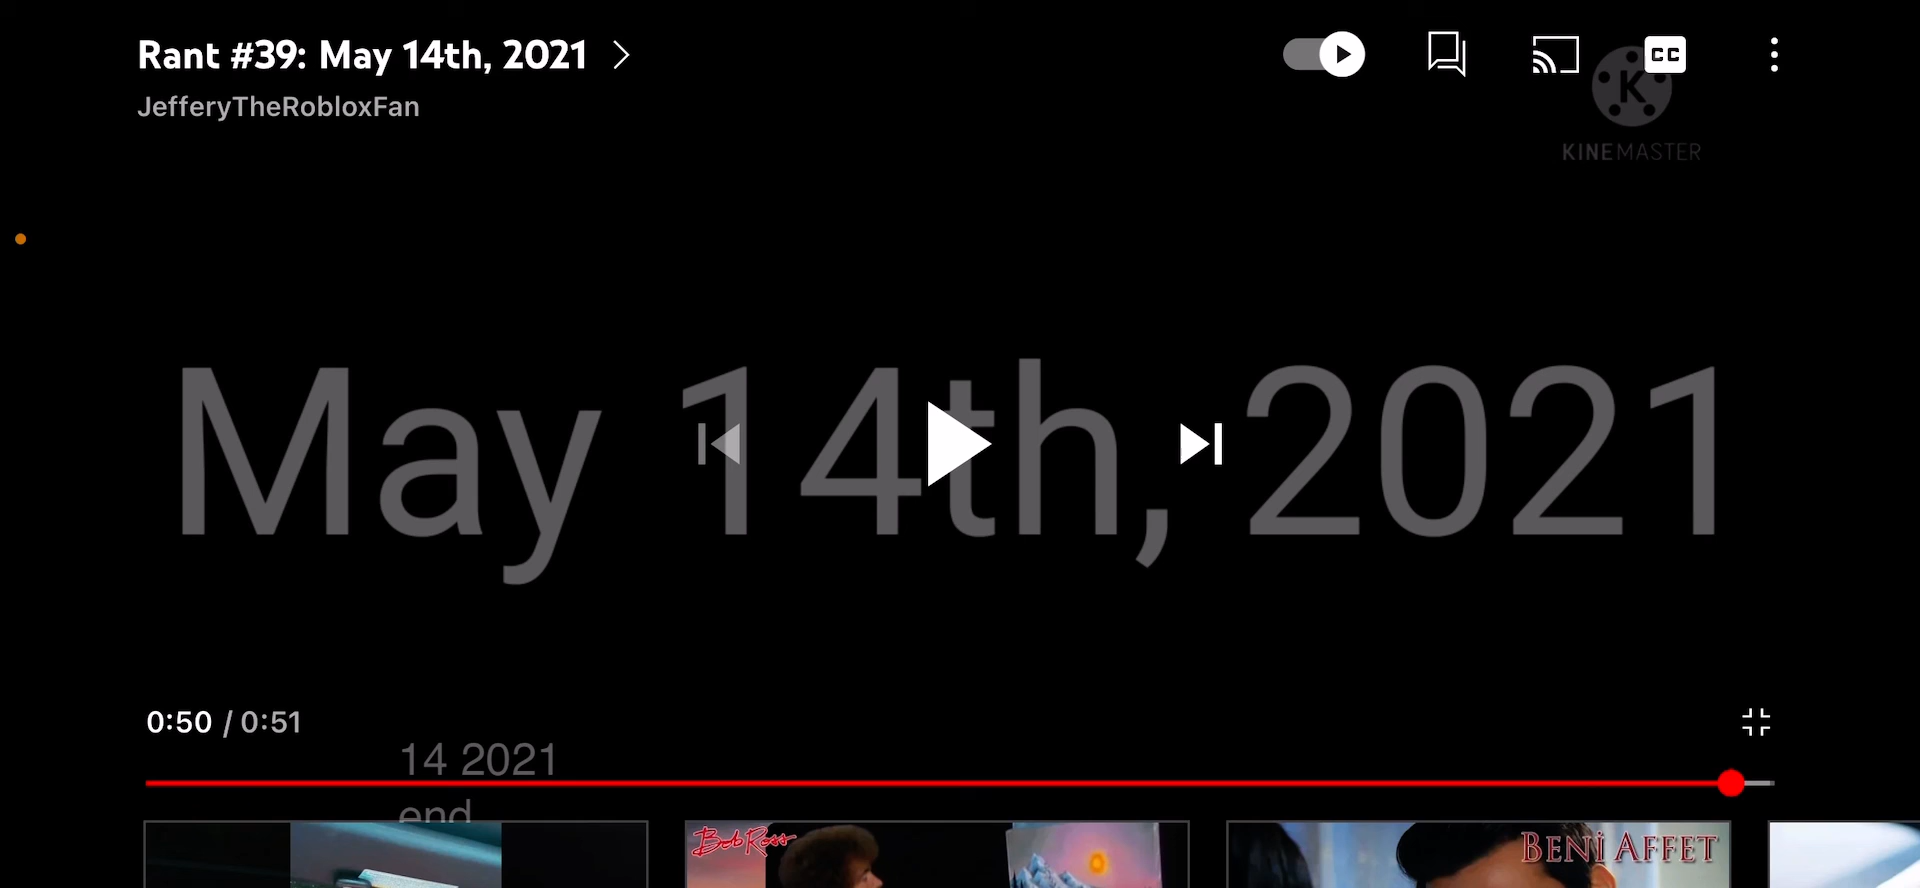 Rant #39: May 14th, 2021
JefferyTheRobloxFan
CC
K
KINEMASTER
May 14th, 2021
0:50 / 0:51
14 2021
end
Bob Ross
BENİ AFFET